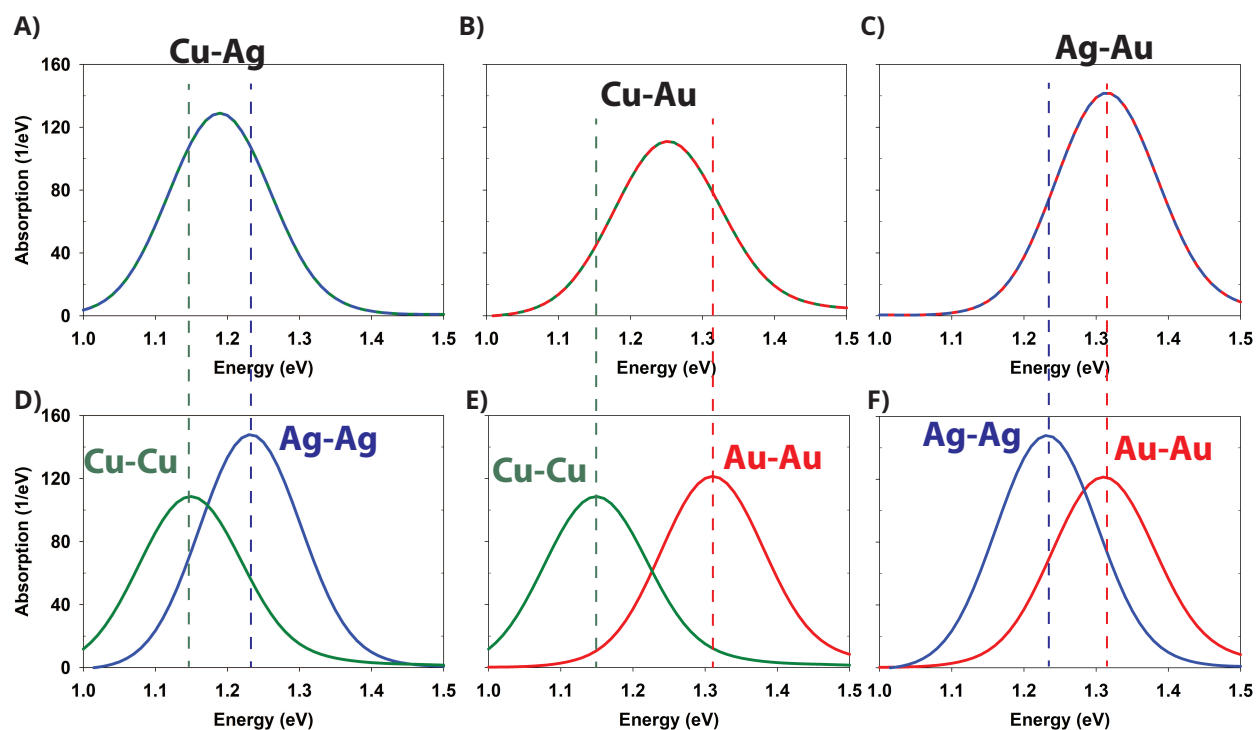 A)
Cu-Ag
160
120
80
40
0
Absorption (1/eV)
1.0 1.1 1.2 1.3 1.4 1.5
Energy (eV)
B)
Cu-Au
1.0 1.1 1.2 1.3 1.4 1.5
Energy (eV)
C)
Ag-Au
1.0 1.1 1.2 1.3 1.4 1.5
Energy (eV)
D)
160
120
80
40
0
Absorption (1/eV)
Cu-Cu
Ag-Ag
1.0 1.1 1.2 1.3 1.4 1.5
Energy (eV)
E)
Cu-Cu
Au-Au
1.0 1.1 1.2 1.3 1.4 1.5
Energy (eV)
F)
Ag-Ag
Au-Au
1.0 1.1 1.2 1.3 1.4 1.5
Energy (eV)